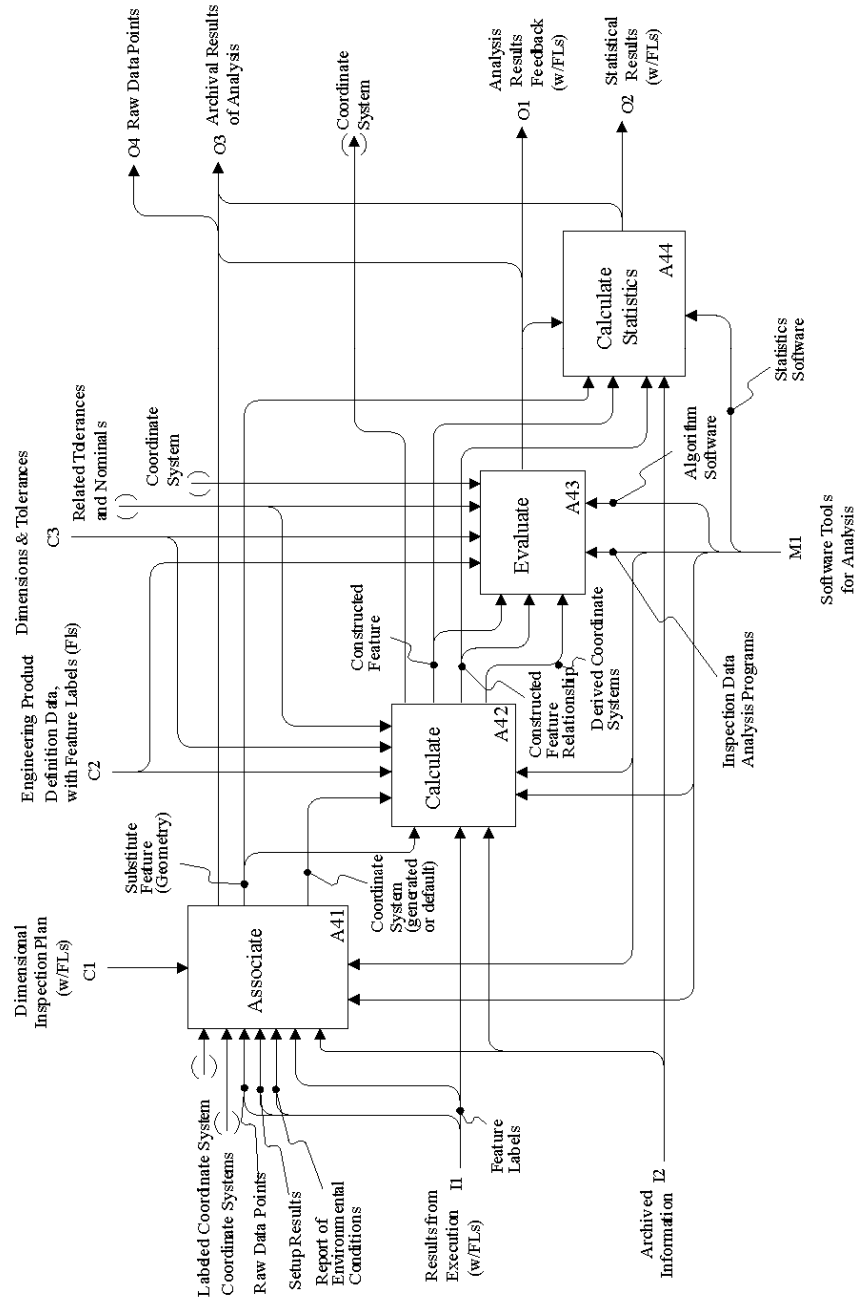 Dimensional
Inspection Plan
(w/FLs)
C1
Engineering Product
Definition Data,
with Feature Labels (Fls)
C2
Dimensions & Tolerances
C3
Related Tolerances
and Nominals
Coordinate
System
O4 Raw Data Points
O3 Archival Results
of Analysis
Coordinate
System
Analysis
Results
Feedback
(w/FLs)
O1
Statistical
Results
(w/FLs)
O2
Labeled Coordinate System
Coordinate Systems
Raw Data Points
Setup Results
Report of
Environmental
Conditions
Results from
Execution I1
(w/FLs)
Feature
Labels
Archived
Information I2
Associate
A41
Substitute
Feature
(Geometry)
Coordinate
System
(generated
or default)
Calculate
A42
Constructed
Feature
Constructed
Feature
Relationship
Derived Coordinate
Systems
Evaluate
A43
Calculate
Statistics
A44
Inspection Data
Analysis Programs
Algorithm
Software
Statistics
Software
M1
Software Tools
for Analysis